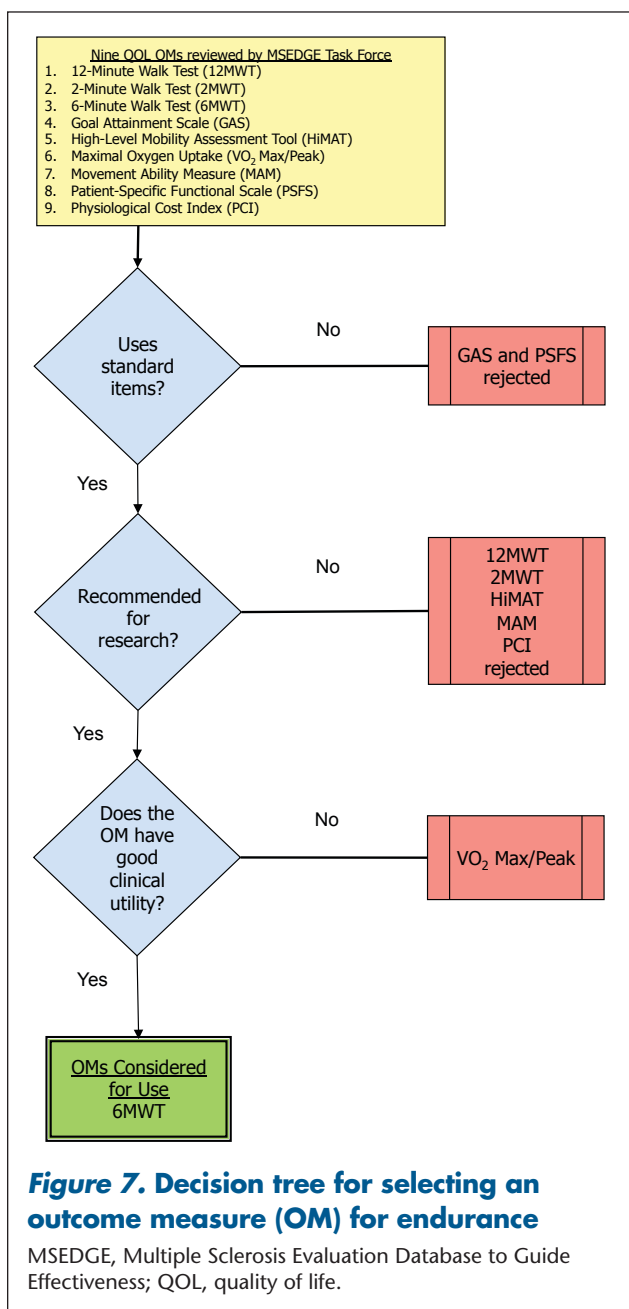 Nine QOL OMs reviewed by MSEDGE Task Force
1. 12-Minute Walk Test (12MWT)
2. 2-Minute Walk Test (2MWT)
3. 6-Minute Walk Test (6MWT)
4. Goal Attainment Scale (GAS)
5. High-Level Mobility Assessment Tool (HiMAT)
6. Maximal Oxygen Uptake (VO₂ Max/Peak)
7. Movement Ability Measure (MAM)
8. Patient-Specific Functional Scale (PSFS)
9. Physiological Cost Index (PCI)
Uses
standard
items?
No
GAS and PSFS
rejected
Yes
Recommended
for
research?
No
12MWT
2MWT
HiMAT
MAM
PCI
rejected
Yes
Does the
OM have
good
clinical
utility?
No
VO₂ Max/Peak
Yes
OMs Considered
for Use
6MWT
Figure 7. Decision tree for selecting an
outcome measure (OM) for endurance
MSEDGE, Multiple Sclerosis Evaluation Database to Guide
Effectiveness; QOL, quality of life.